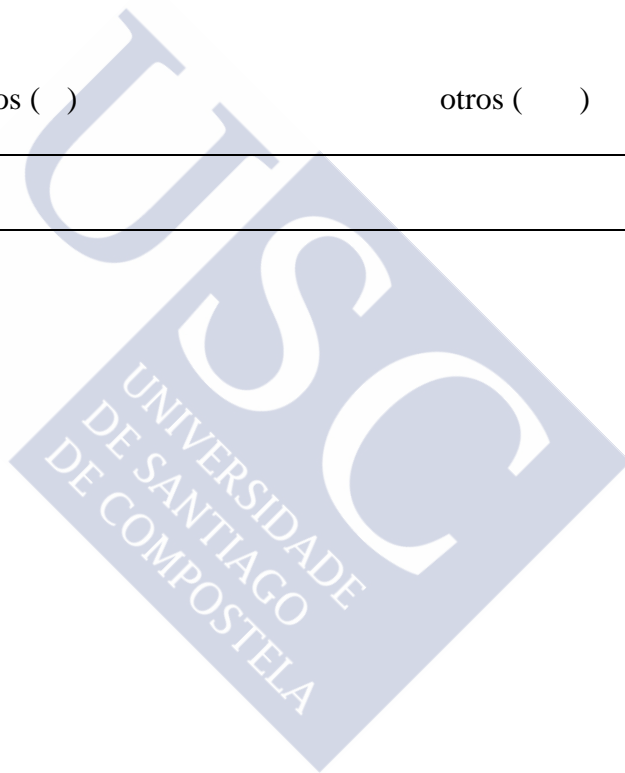 os (   )                    otros (        )
USC
UNIVERSIDADE
DE SANTIAGO
DE COMPOSTELA